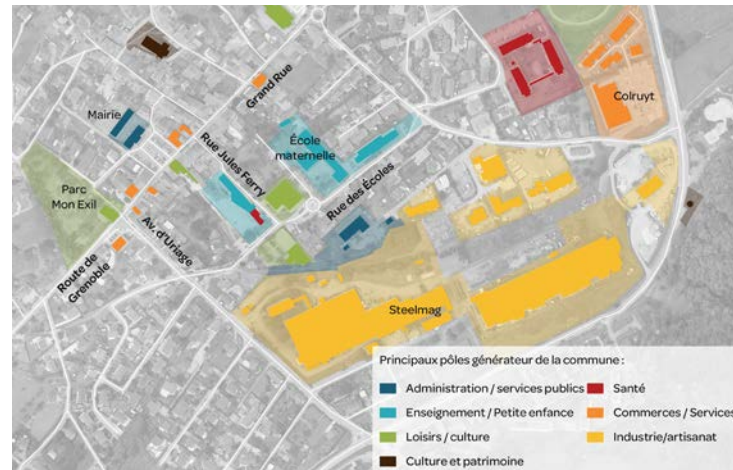 Grand Rue
Colruyt
Mairie
Rue Jules Ferry
École
maternelle
Parc
Mon Exil
Rue des Écoles
Av. d'Uriage
Route de
Grenoble
Steelmag
Principaux pôles générateur de la commune :
Administration / services publics
Santé
Enseignement / Petite enfance
Commerces / Services
Loisirs / culture
Industrie/artisanat
Culture et patrimoine